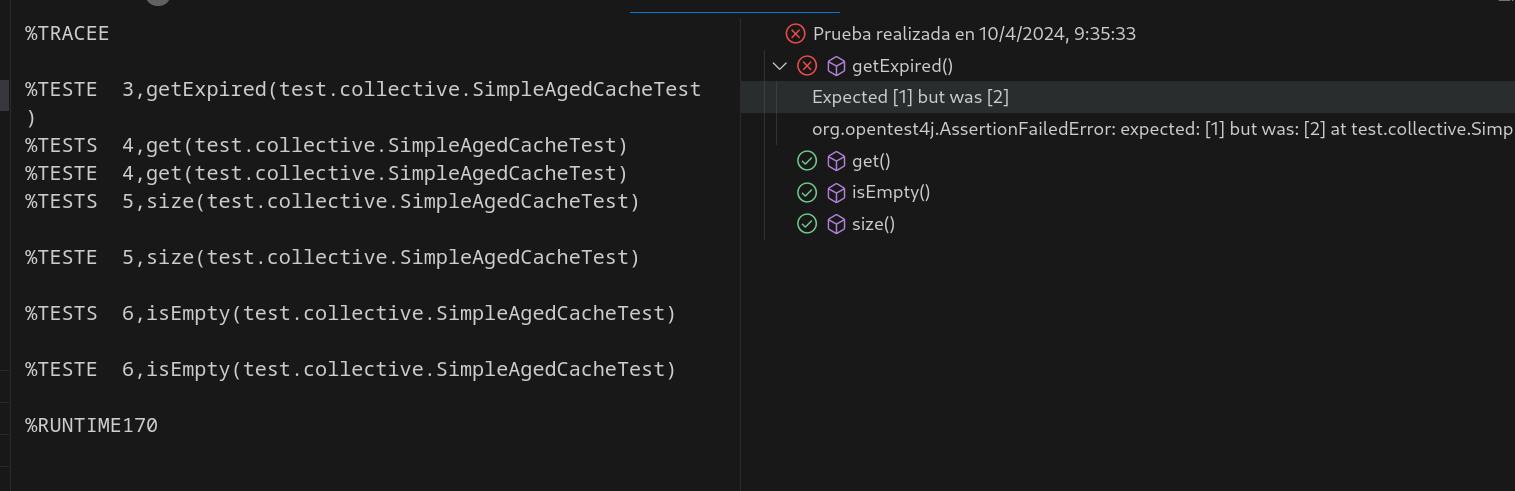 %TRACEE
%TESTE  3,getExpired(test.collective.SimpleAgedCacheTest
)
%TESTS  4,get(test.collective.SimpleAgedCacheTest)
%TESTE  4,get(test.collective.SimpleAgedCacheTest)
%TESTS  5,size(test.collective.SimpleAgedCacheTest)
%TESTE  5,size(test.collective.SimpleAgedCacheTest)
%TESTS  6,isEmpty(test.collective.SimpleAgedCacheTest)
%TESTE  6,isEmpty(test.collective.SimpleAgedCacheTest)
%RUNTIME170
Prueba realizada en 10/4/2024, 9:35:33
getExpired()
Expected [1] but was [2]
org.opentest4j.AssertionFailedError: expected: [1] but was: [2] at test.collective.Simp
get()
isEmpty()
size()